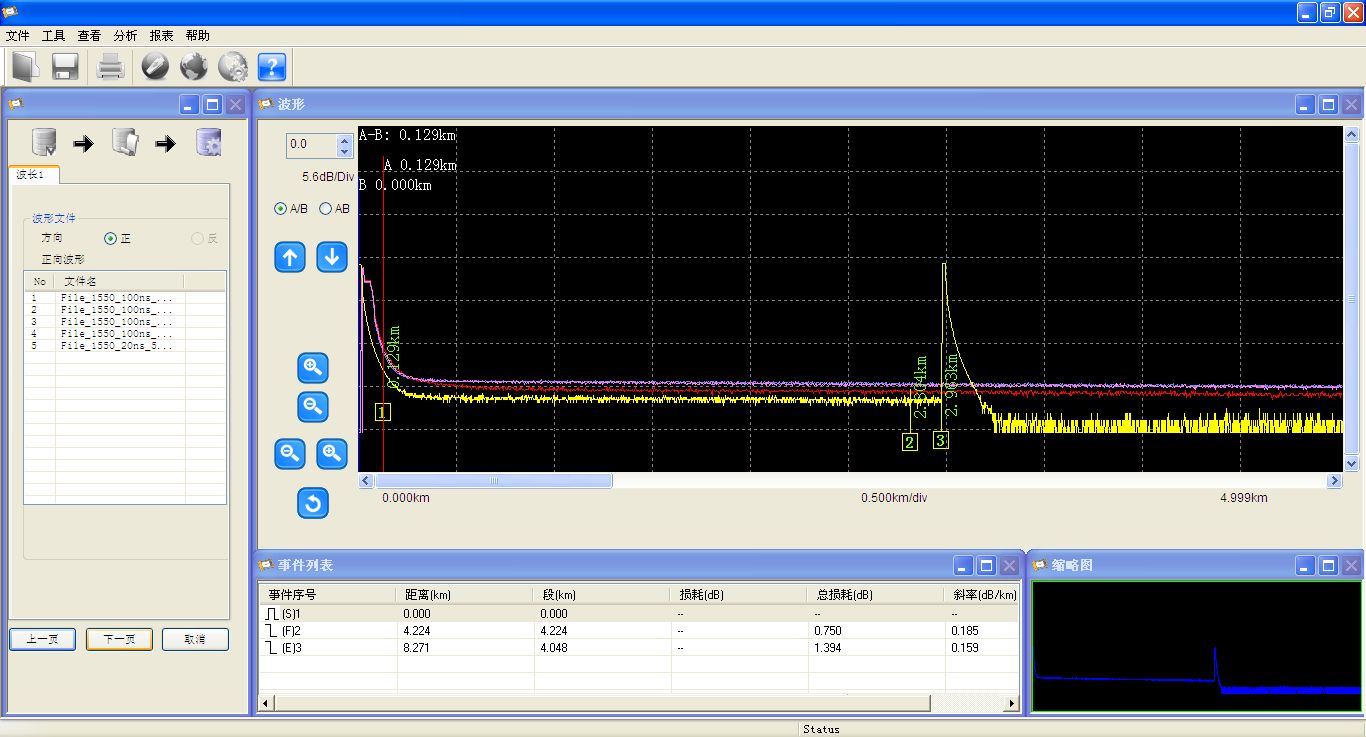 文件 工具 查看 分析 报表 帮助
波长1
波形文件
方向 正 反
正向波形
No 文件名
1 File_1550_100ns_...
2 File_1550_100ns_...
3 File_1550_100ns_...
4 File_1550_100ns_...
5 File_1550_20ns_5...
上一页 下一页 取消
波形
0.0
5.6dB/Div
A/B AB
A-B: 0.129km
A 0.129km
B 0.000km
0.129km
1
2
2.903km
3
0.000km 0.500km/div 4.999km
事件列表
事件序号 距离(km) 段(km) 损耗(dB) 总损耗(dB) 斜率(dB/km)
(S)1 0.000 0.000 -- -- --
(F)2 4.224 4.224 -- 0.750 0.185
(E)3 8.271 4.048 -- 1.394 0.159
缩略图
Status